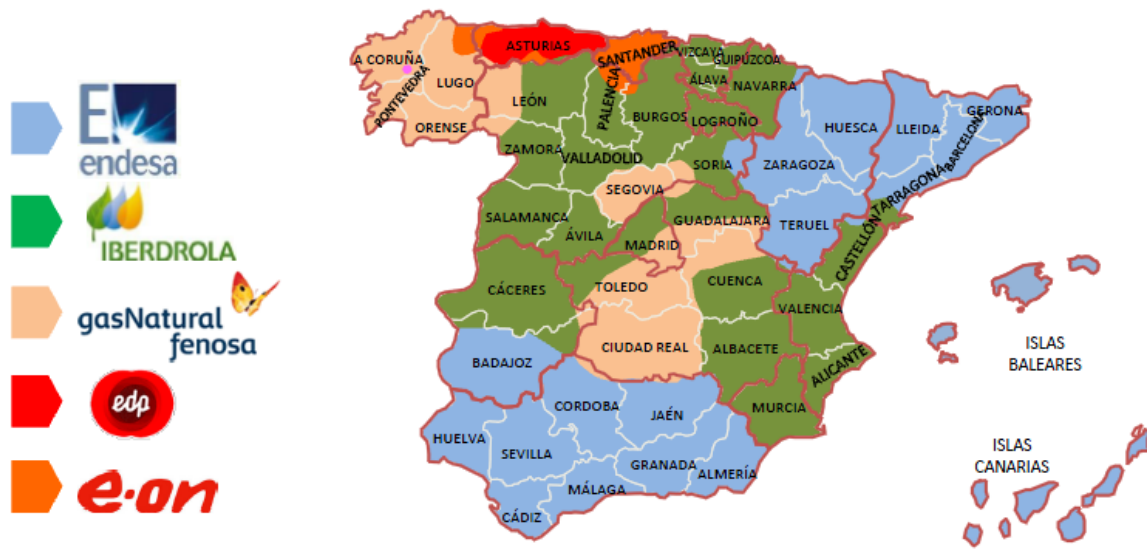 endesa
IBERDROLA
gasNatural
fenosa
edp
e·on
A CORUÑA
LUGO
PONTEVEDRA
ORENSE
ASTURIAS
SANTANDER
VIZCAYA
GUIPÚZCOA
ÁLAVA
NAVARRA
LEÓN
PALENCIA
BURGOS
LOGROÑO
HUESCA
LLEIDA
GERONA
BARCELONA
ZAMORA
VALLADOLID
SORIA
ZARAGOZA
TARRAGONA
SEGOVIA
SALAMANCA
ÁVILA
MADRID
GUADALAJARA
TERUEL
CASTELLÓN
CÁCERES
TOLEDO
CUENCA
VALENCIA
BADAJOZ
CIUDAD REAL
ALBACETE
ALICANTE
CORDOBA
JAÉN
MURCIA
HUELVA
SEVILLA
GRANADA
ALMERÍA
MÁLAGA
CÁDIZ
ISLAS
BALEARES
ISLAS
CANARIAS